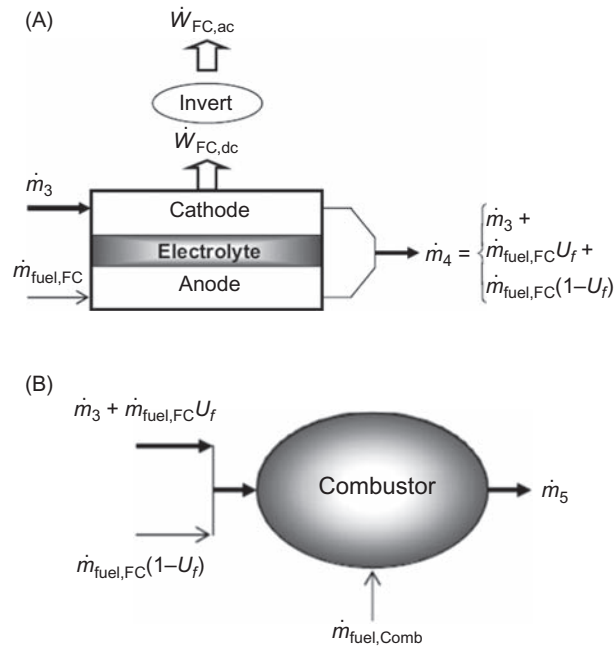 (A)
Ẇ_FC,ac
Invert
Ẇ_FC,dc
ṁ_3
Cathode
Electrolyte
ṁ_fuel,FC
Anode
ṁ_4 = { ṁ_3 +
ṁ_fuel,FC U_f +
ṁ_fuel,FC(1–U_f)
(B)
ṁ_3 + ṁ_fuel,FC U_f
Combustor
ṁ_5
ṁ_fuel,FC(1–U_f)
ṁ_fuel,Comb